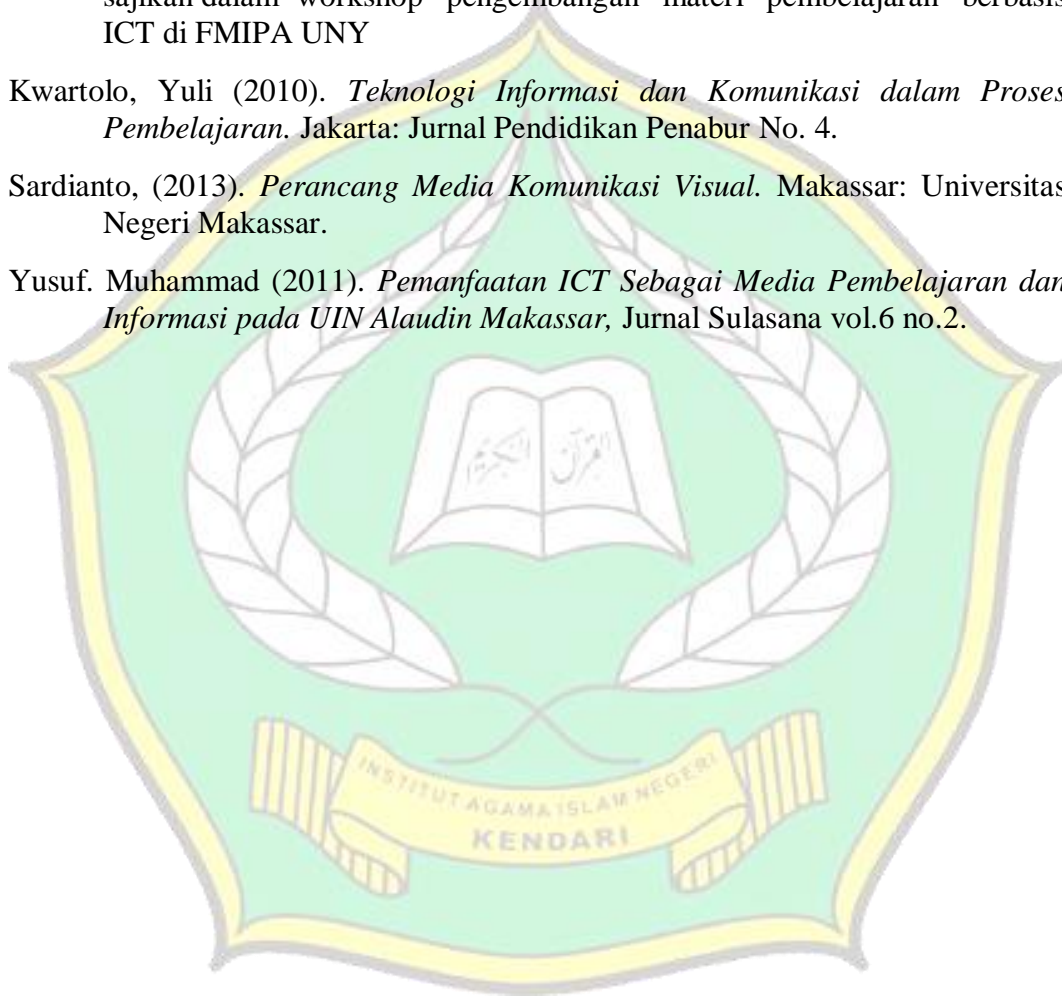 sajikan dalam workshop pengembangan materi pembelajaran berbasis
ICT di FMIPA UNY
Kwartolo, Yuli (2010). Teknologi Informasi dan Komunikasi dalam Proses
Pembelajaran. Jakarta: Jurnal Pendidikan Penabur No. 4.
Sardianto, (2013). Perancang Media Komunikasi Visual. Makassar: Universitas
Negeri Makassar.
Yusuf. Muhammad (2011). Pemanfaatan ICT Sebagai Media Pembelajaran dan
Informasi pada UIN Alaudin Makassar, Jurnal Sulasana vol.6 no.2.
القرآن الكريم
INSTITUT AGAMA ISLAM NEGERI
KENDARI